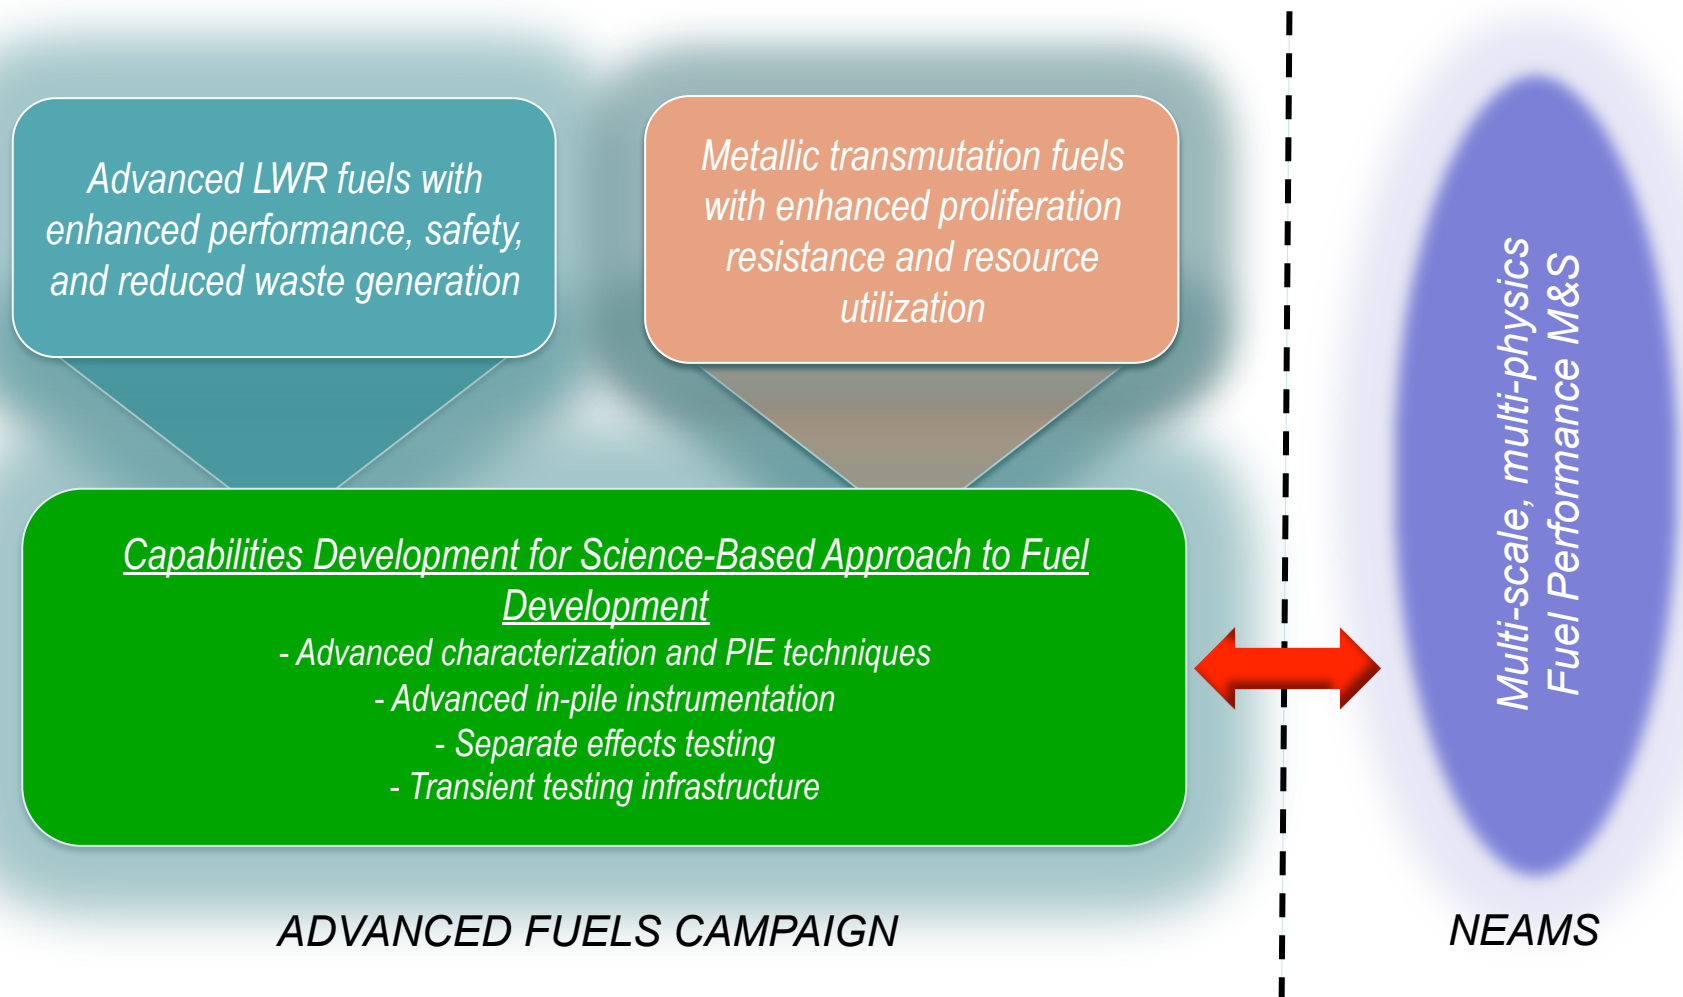 Advanced LWR fuels with
enhanced performance, safety,
and reduced waste generation
Metallic transmutation fuels
with enhanced proliferation
resistance and resource
utilization
Capabilities Development for Science-Based Approach to Fuel
Development
- Advanced characterization and PIE techniques
- Advanced in-pile instrumentation
- Separate effects testing
- Transient testing infrastructure
ADVANCED FUELS CAMPAIGN
Multi-scale, multi-physics
Fuel Performance M&S
NEAMS